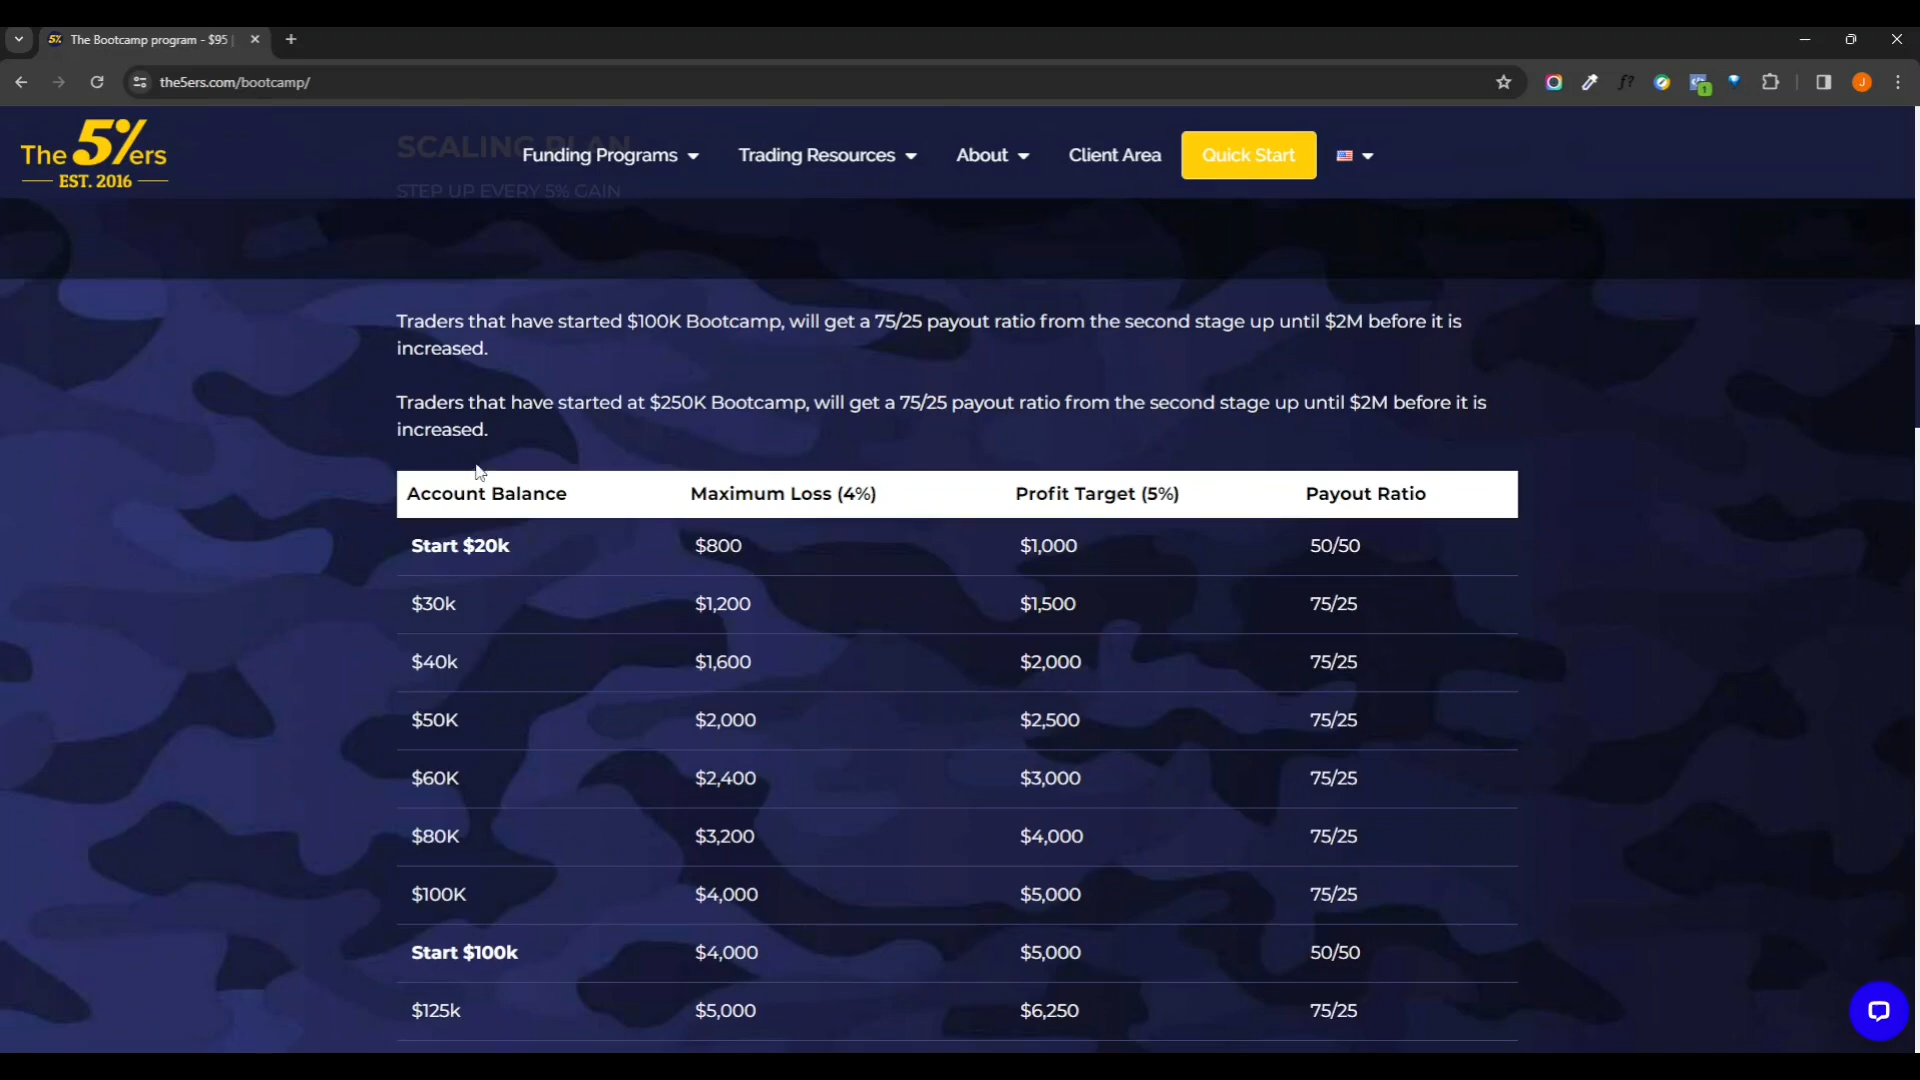 The Bootcamp program - $95
the5ers.com/bootcamp/
The 5%ers
EST. 2016
SCALING PLAN
STEP UP EVERY 5% GAIN
Funding Programs
Trading Resources
About
Client Area
Quick Start
Traders that have started $100K Bootcamp, will get a 75/25 payout ratio from the second stage up until $2M before it is
increased.
Traders that have started at $250K Bootcamp, will get a 75/25 payout ratio from the second stage up until $2M before it is
increased.
Account Balance Maximum Loss (4%) Profit Target (5%) Payout Ratio
Start $20k $800 $1,000 50/50
$30k $1,200 $1,500 75/25
$40k $1,600 $2,000 75/25
$50K $2,000 $2,500 75/25
$60K $2,400 $3,000 75/25
$80K $3,200 $4,000 75/25
$100K $4,000 $5,000 75/25
Start $100k $4,000 $5,000 50/50
$125k $5,000 $6,250 75/25